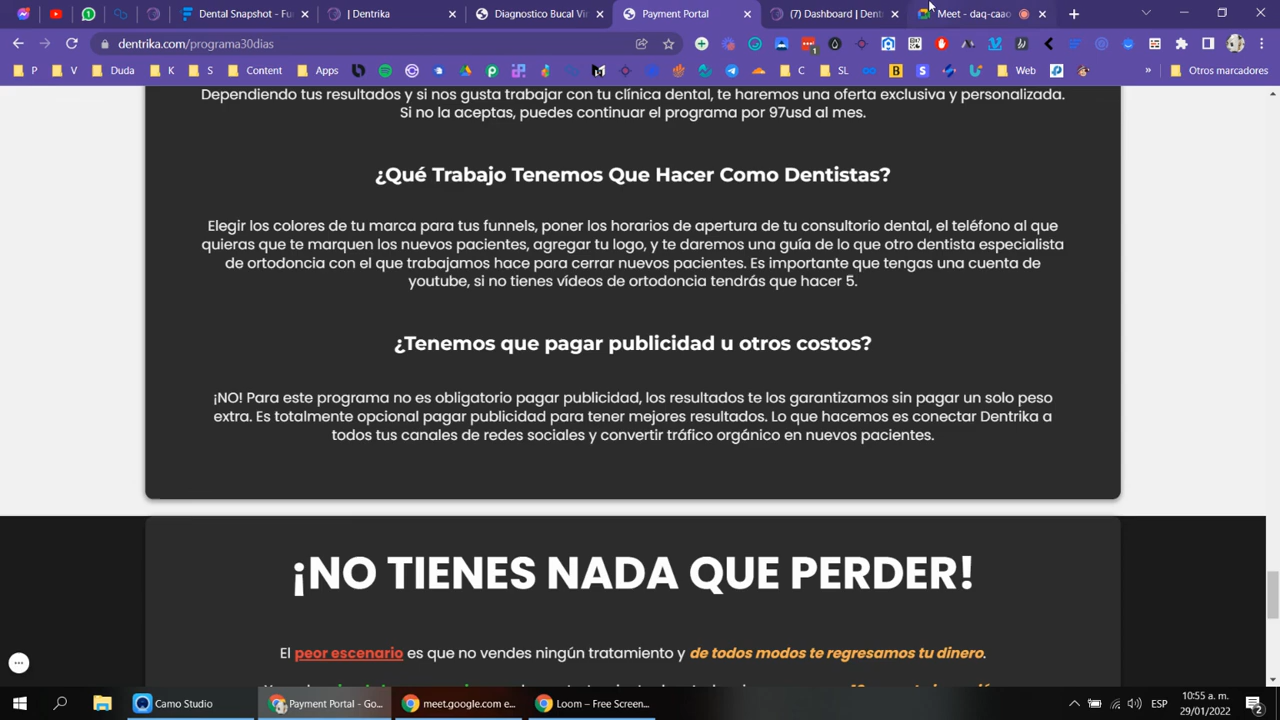 Dental Snapshot - Fu
| Dentrika
Diagnostico Bucal Vi
Payment Portal
(7) Dashboard | Dent
Meet - daq-caao
dentrika.com/programa30dias
P
V
Duda
K
S
Content
Apps
C
SL
Web
»
Otros marcadores
Dependiendo tus resultados y si nos gusta trabajar con tu clínica dental, te haremos una oferta exclusiva y personalizada.
Si no la aceptas, puedes continuar el programa por 97usd al mes.
¿Qué Trabajo Tenemos Que Hacer Como Dentistas?
Elegir los colores de tu marca para tus funnels, poner los horarios de apertura de tu consultorio dental, el teléfono al que
quieras que te marquen los nuevos pacientes, agregar tu logo, y te daremos una guía de lo que otro dentista especialista
de ortodoncia con el que trabajamos hace para cerrar nuevos pacientes. Es importante que tengas una cuenta de
youtube, si no tienes vídeos de ortodoncia tendrás que hacer 5.
¿Tenemos que pagar publicidad u otros costos?
¡NO! Para este programa no es obligatorio pagar publicidad, los resultados te los garantizamos sin pagar un solo peso
extra. Es totalmente opcional pagar publicidad para tener mejores resultados. Lo que hacemos es conectar Dentrika a
todos tus canales de redes sociales y convertir tráfico orgánico en nuevos pacientes.
¡NO TIENES NADA QUE PERDER!
El peor escenario es que no vendes ningún tratamiento y de todos modos te regresamos tu dinero.
Camo Studio
Payment Portal - Go...
meet.google.com e...
Loom – Free Screen...
ESP
10:55 a. m.
29/01/2022
2